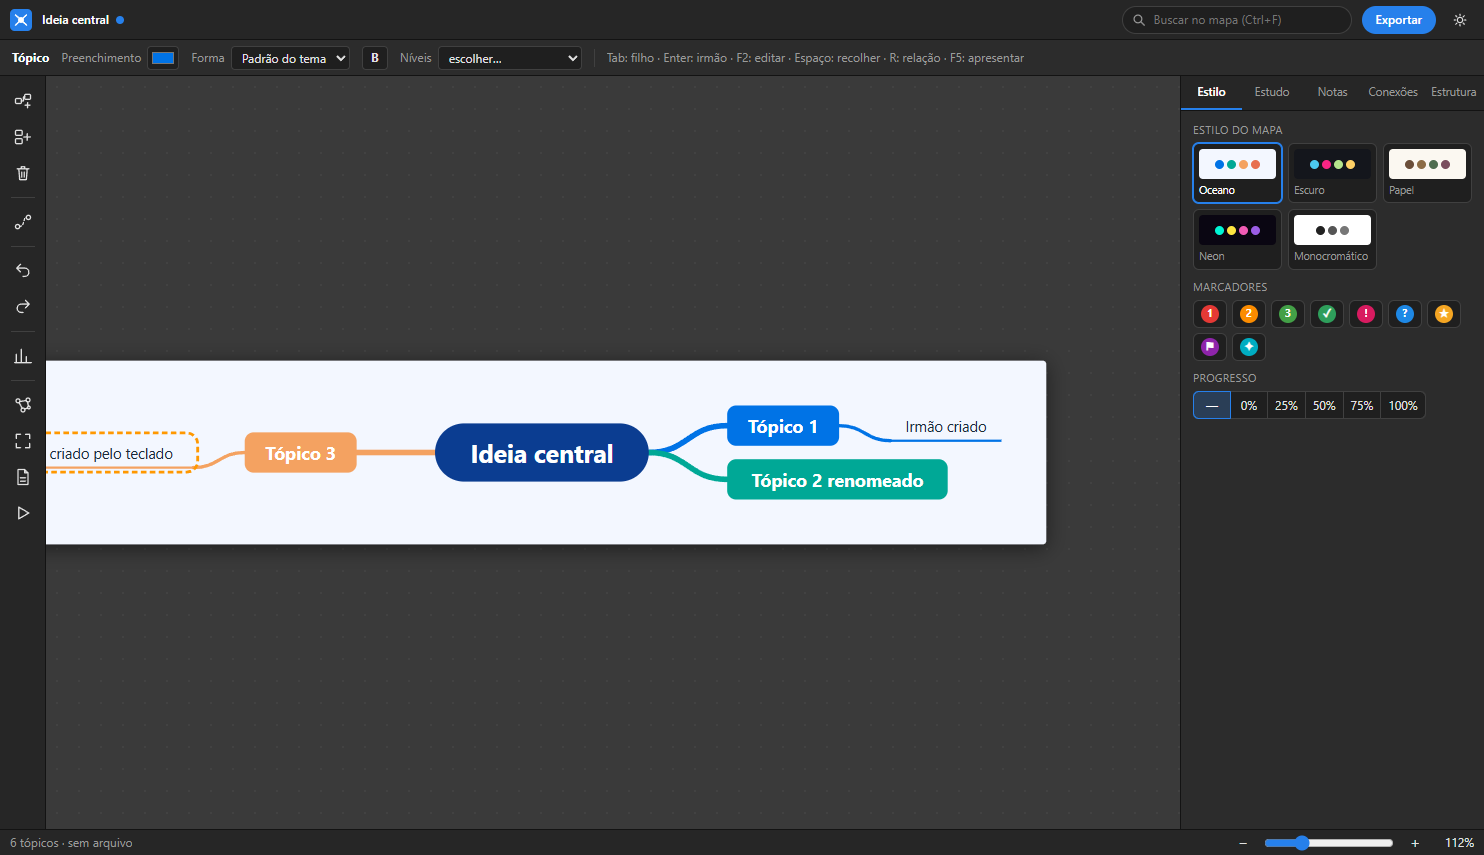 Ideia central
Buscar no mapa (Ctrl+F)
Exportar
Tópico
Preenchimento
Forma
Padrão do tema
B
Níveis
escolher...
Tab: filho · Enter: irmão · F2: editar · Espaço: recolher · R: relação · F5: apresentar
Estilo
Estudo
Notas
Conexões
Estrutura
ESTILO DO MAPA
Oceano
Escuro
Papel
Neon
Monocromático
MARCADORES
1
2
3
!
?
PROGRESSO
—
0%
25%
50%
75%
100%
criado pelo teclado
Tópico 3
Ideia central
Tópico 1
Irmão criado
Tópico 2 renomeado
6 tópicos · sem arquivo
−
+
112%